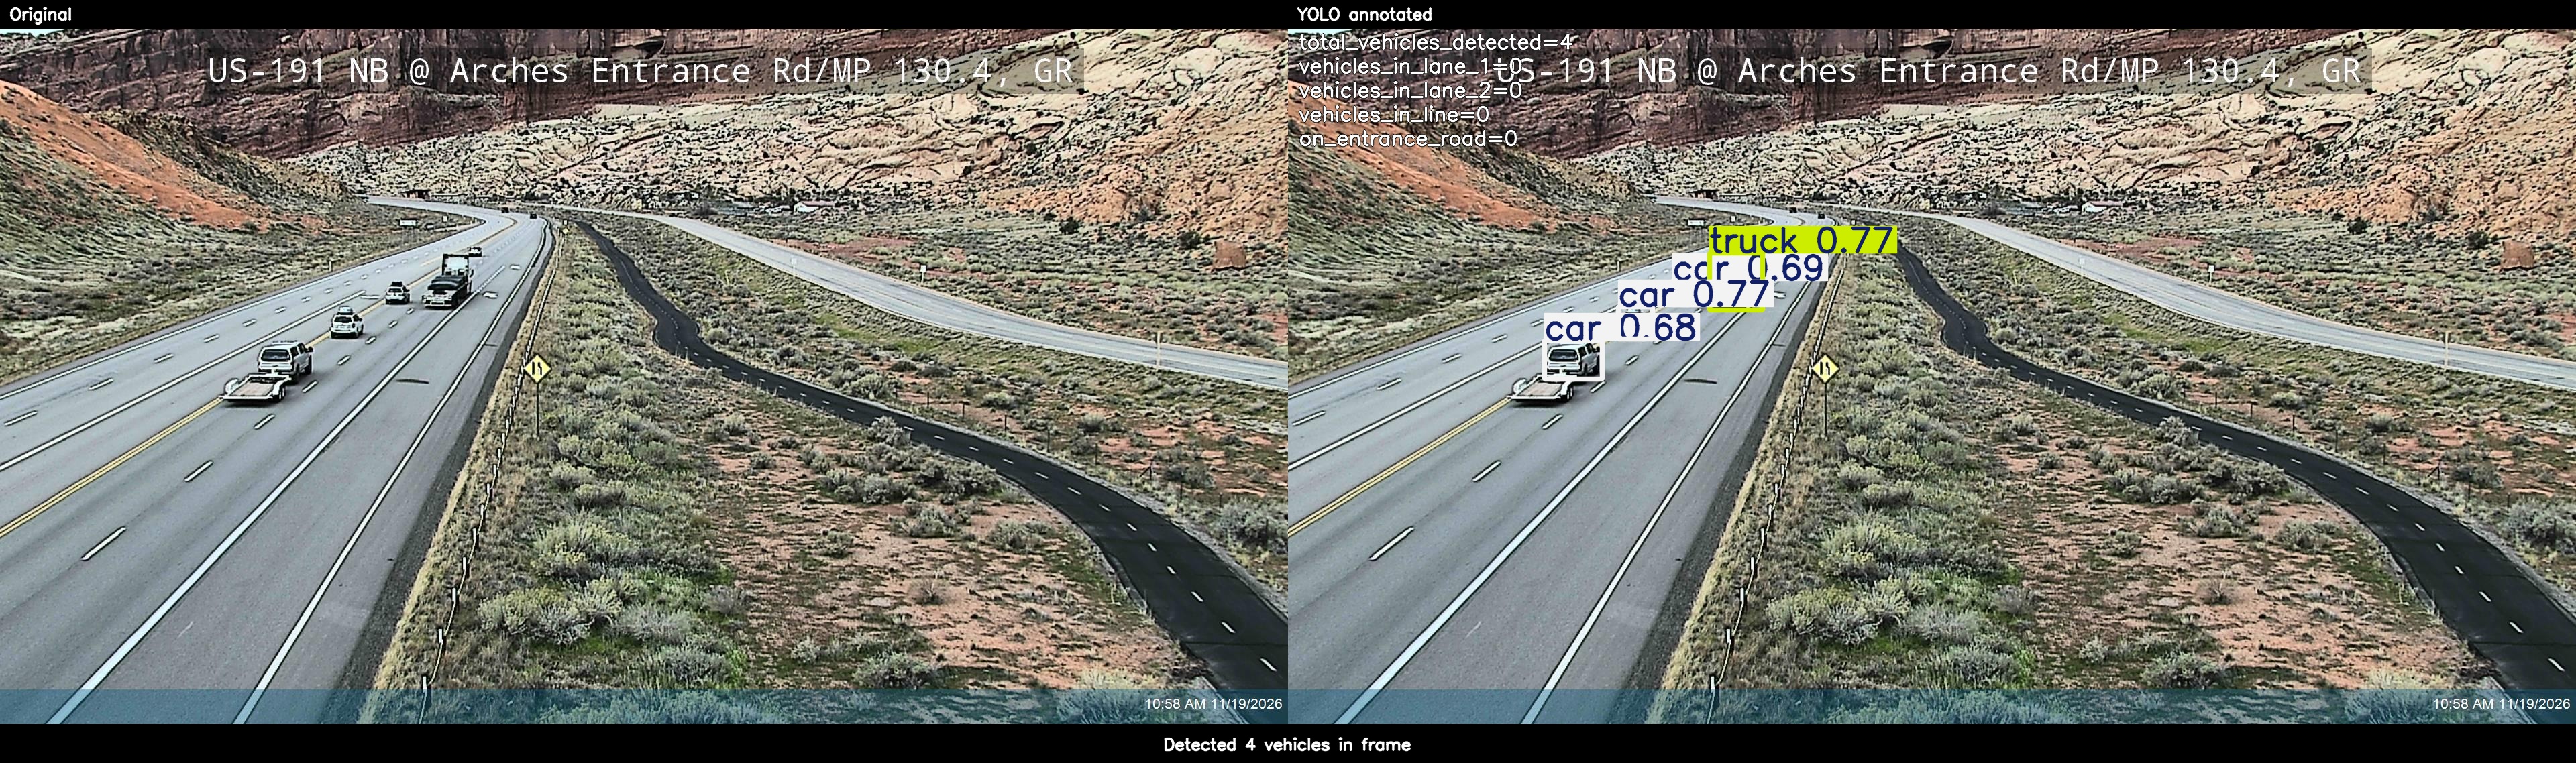 Original
US-191 NB @ Arches Entrance Rd/MP 130.4, GR
10:58 AM 11/19/2026
YOLO annotated
total_vehicles_detected=4
vehicles_in_lane_1=0
US-191 NB @ Arches Entrance Rd/MP 130.4, GR
vehicles_in_lane_2=0
vehicles_in_line=0
on_entrance_road=0
truck 0.77
car 0.69
car 0.77
car 0.68
10:58 AM 11/19/2026
Detected 4 vehicles in frame